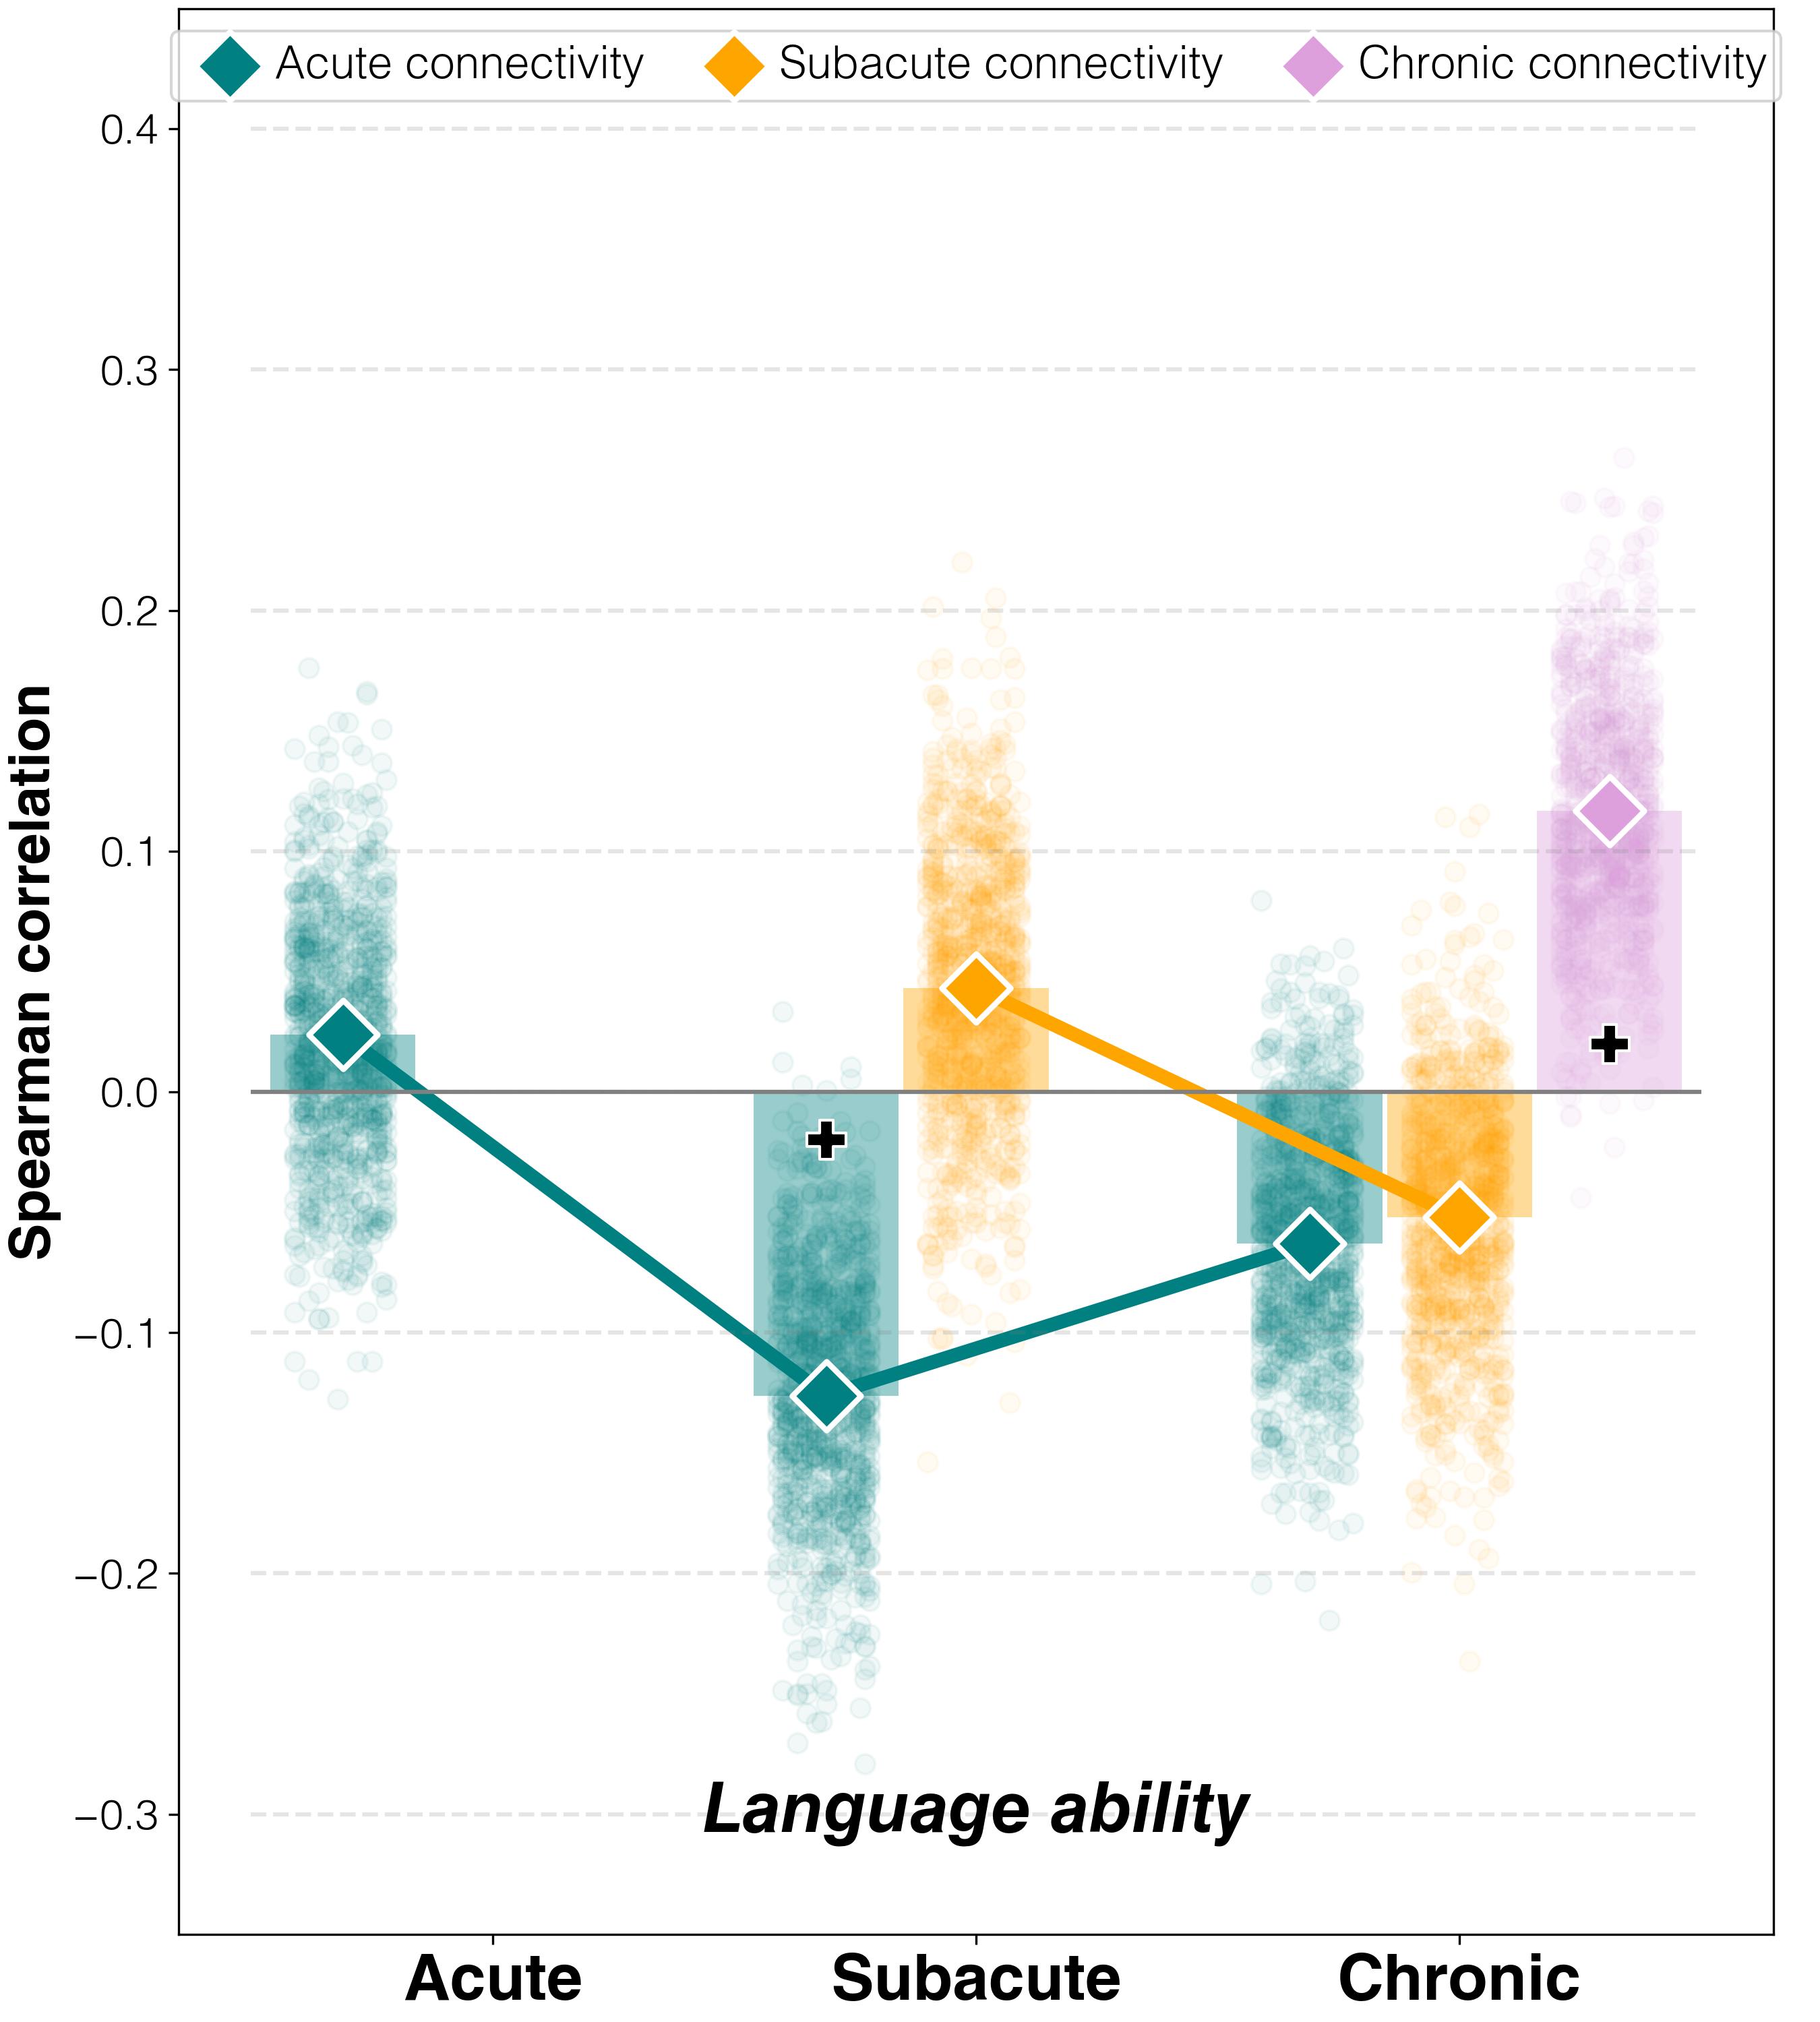 Acute connectivity
Subacute connectivity
Chronic connectivity
0.4
0.3
0.2
0.1
0.0
−0.1
−0.2
−0.3
Spearman correlation
Language ability
Acute
Subacute
Chronic